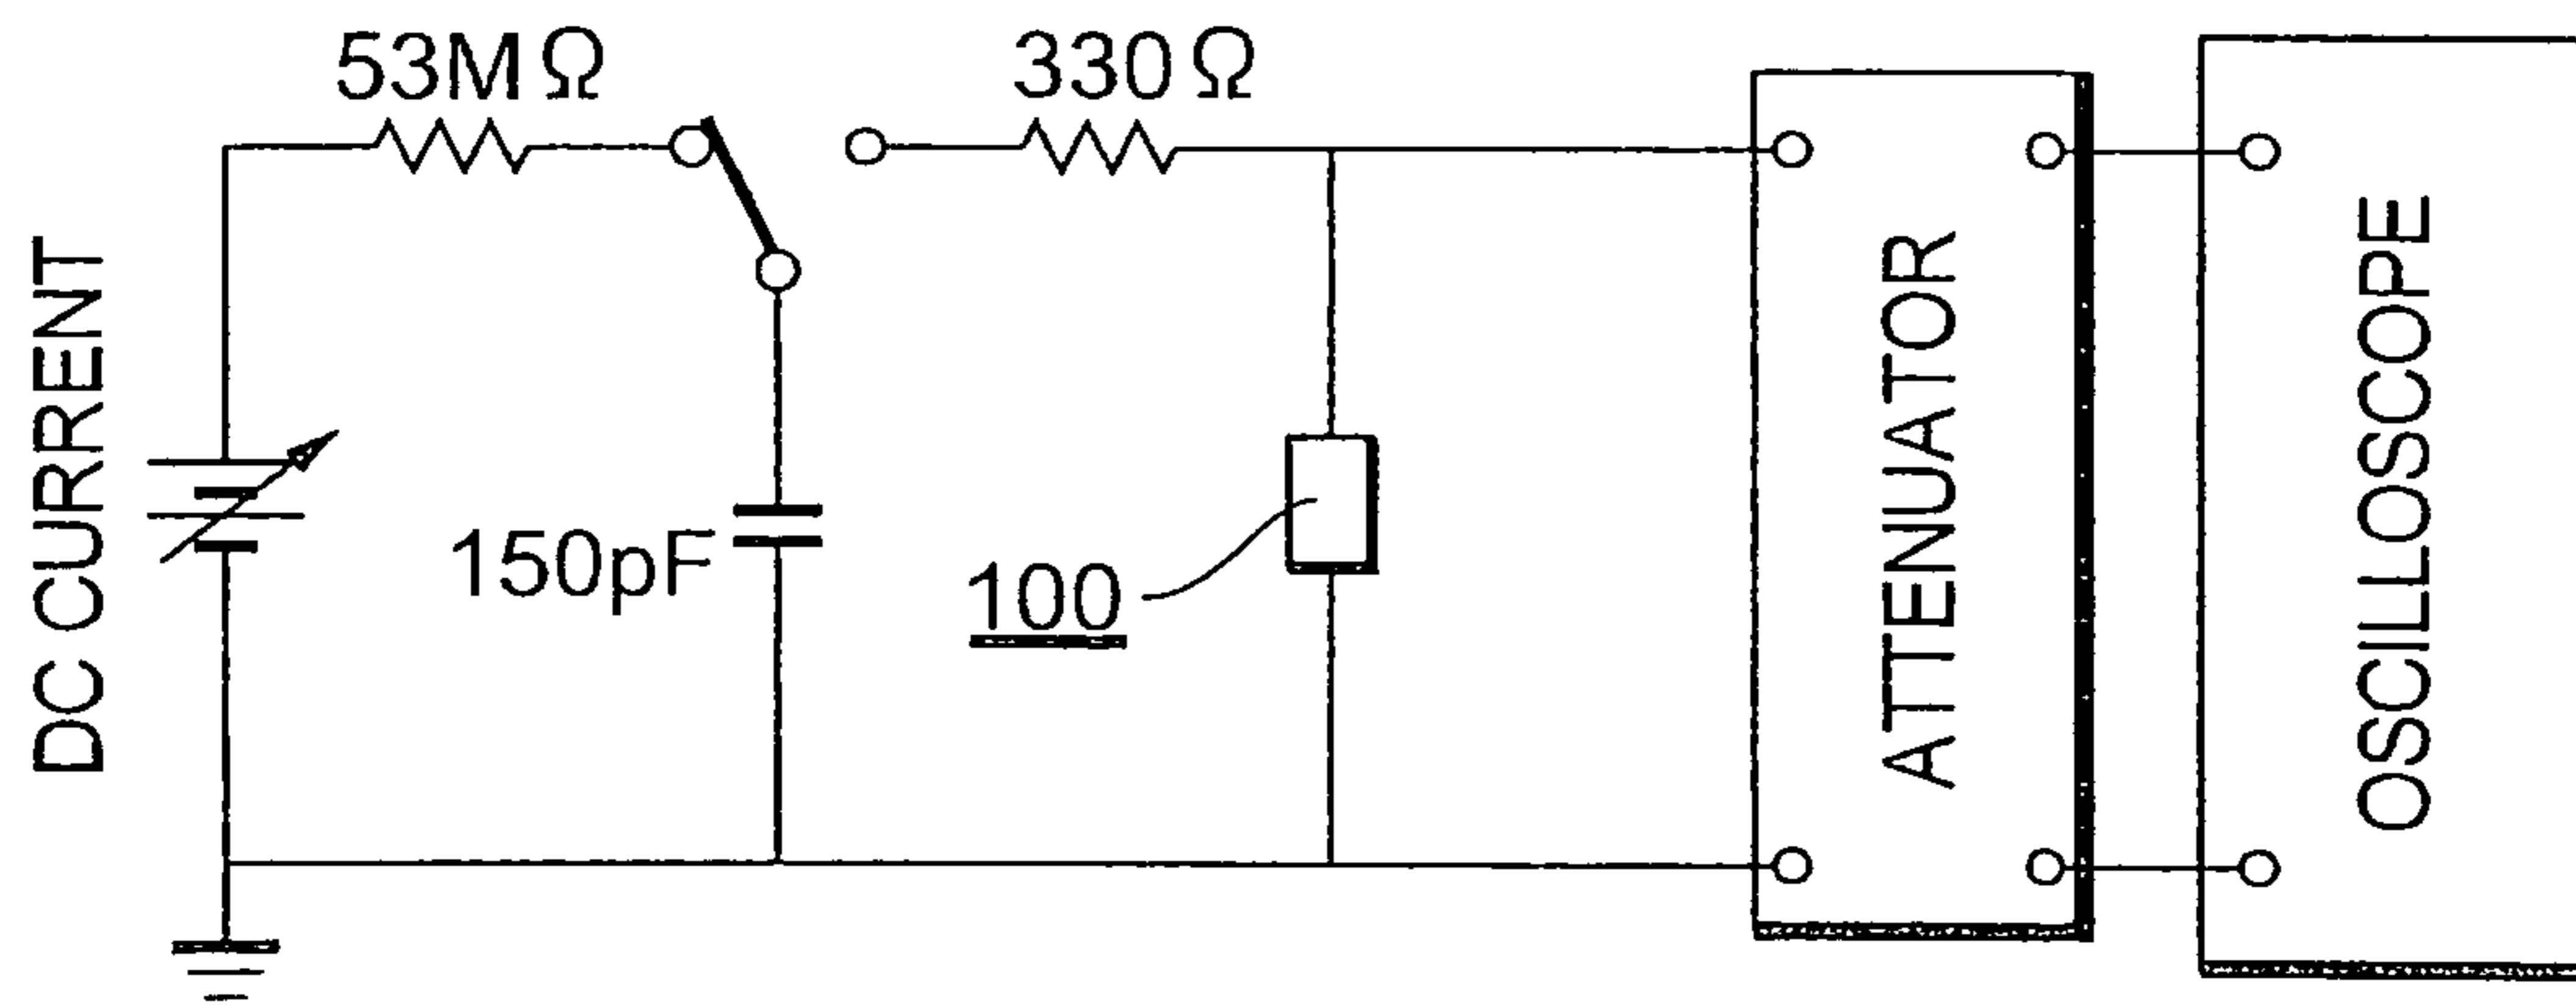 53MΩ
330Ω
DC CURRENT
150pF
100
ATTENUATOR
OSCILLOSCOPE